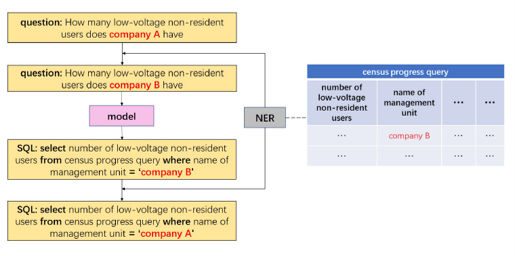 question: How many low-voltage non-resident
users does company A have
question: How many low-voltage non-resident
users does company B have
model
NER
SQL: select number of low-voltage non-resident
users from census progress query where name of
management unit = ‘company B’
SQL: select number of low-voltage non-resident
users from census progress query where name of
management unit = ‘company A’
census progress query
number of
low-voltage
non-resident
users
name of
management
unit
...
...
...
company B
...
...
...
...
...
...